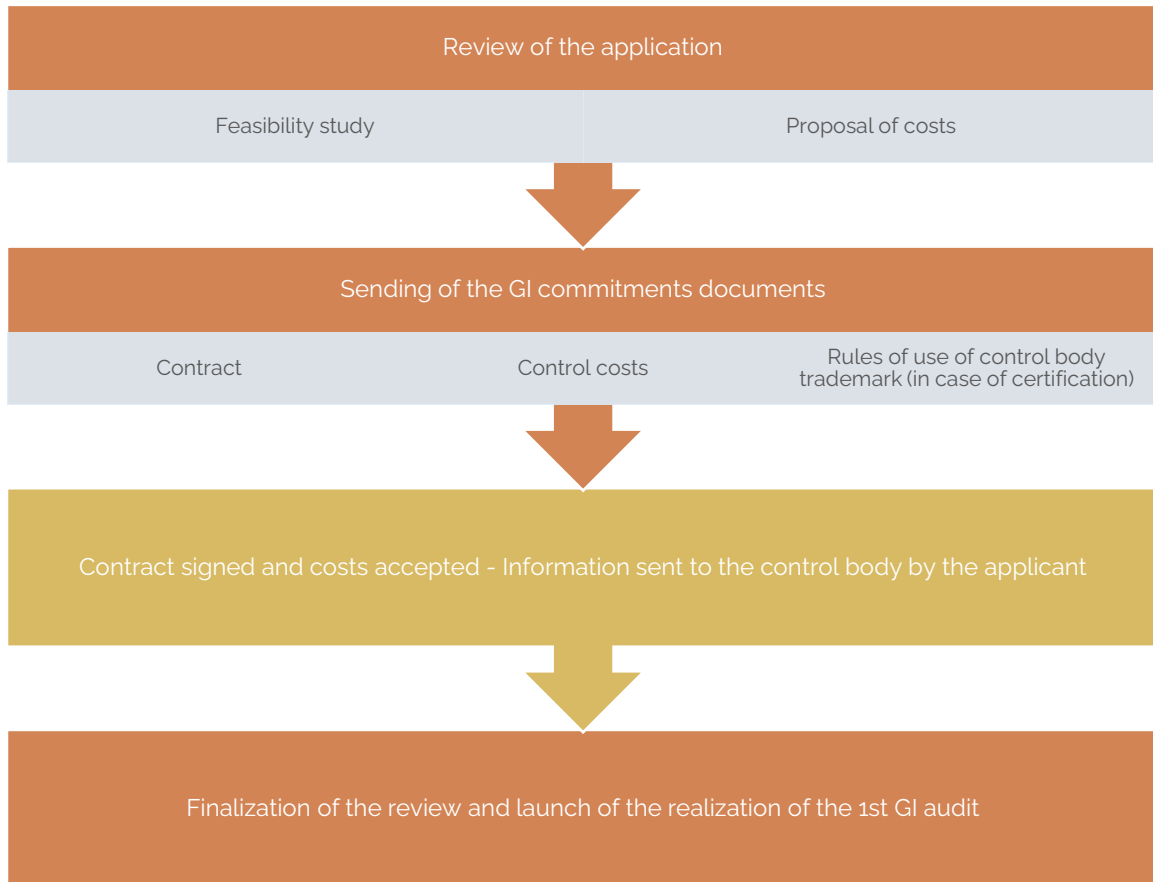 Review of the application
Feasibility study
Proposal of costs
Sending of the GI commitments documents
Contract
Control costs
Rules of use of control body
trademark (in case of certification)
Contract signed and costs accepted - Information sent to the control body by the applicant
Finalization of the review and launch of the realization of the 1st GI audit